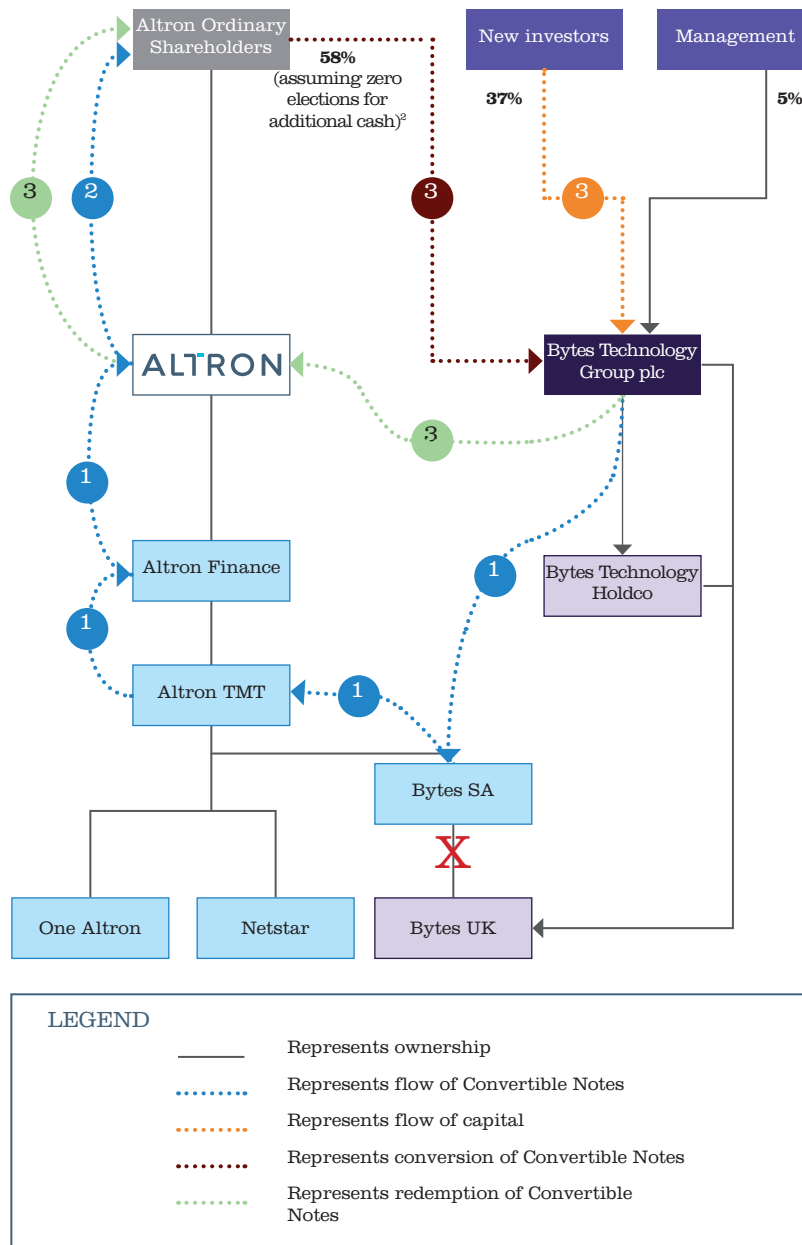 Altron Ordinary
Shareholders
New investors
Management
58%
(assuming zero
elections for
additional cash)²
37%
5%
3
2
3
3
ALTRON
Bytes Technology
Group plc
3
1
Altron Finance
1
Bytes Technology
Holdco
1
Altron TMT
1
Bytes SA
X
One Altron
Netstar
Bytes UK
LEGEND
Represents ownership
Represents flow of Convertible Notes
Represents flow of capital
Represents conversion of Convertible Notes
Represents redemption of Convertible
Notes